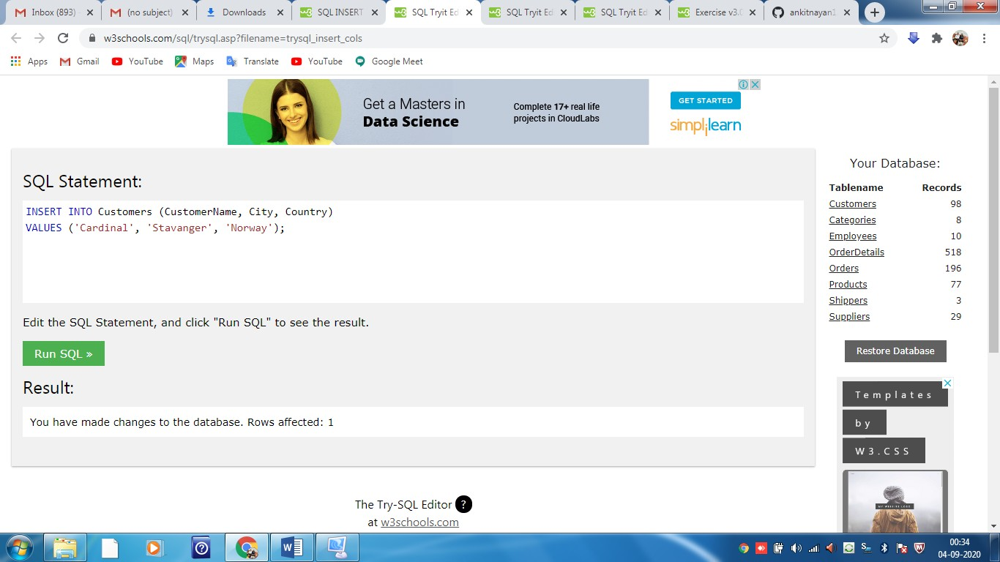 Inbox (893)
(no subject)
Downloads
SQL INSERT
SQL Tryit Ed
SQL Tryit Ed
SQL Tryit Ed
Exercise v3.0
ankitnayan1
w3schools.com/sql/trysql.asp?filename=trysql_insert_cols
Apps Gmail YouTube Maps Translate YouTube Google Meet
Get a Masters in
Data Science
Complete 17+ real life
projects in CloudLabs
GET STARTED
simplilearn
SQL Statement:
INSERT INTO Customers (CustomerName, City, Country)
VALUES ('Cardinal', 'Stavanger', 'Norway');
Edit the SQL Statement, and click "Run SQL" to see the result.
Run SQL »
Result:
You have made changes to the database. Rows affected: 1
The Try-SQL Editor ?
at w3schools.com
Your Database:
Tablename Records
Customers 98
Categories 8
Employees 10
OrderDetails 518
Orders 196
Products 77
Shippers 3
Suppliers 29
Restore Database
Templates
by
W3.CSS
MY WEBSITE LOGO
00:34
04-09-2020